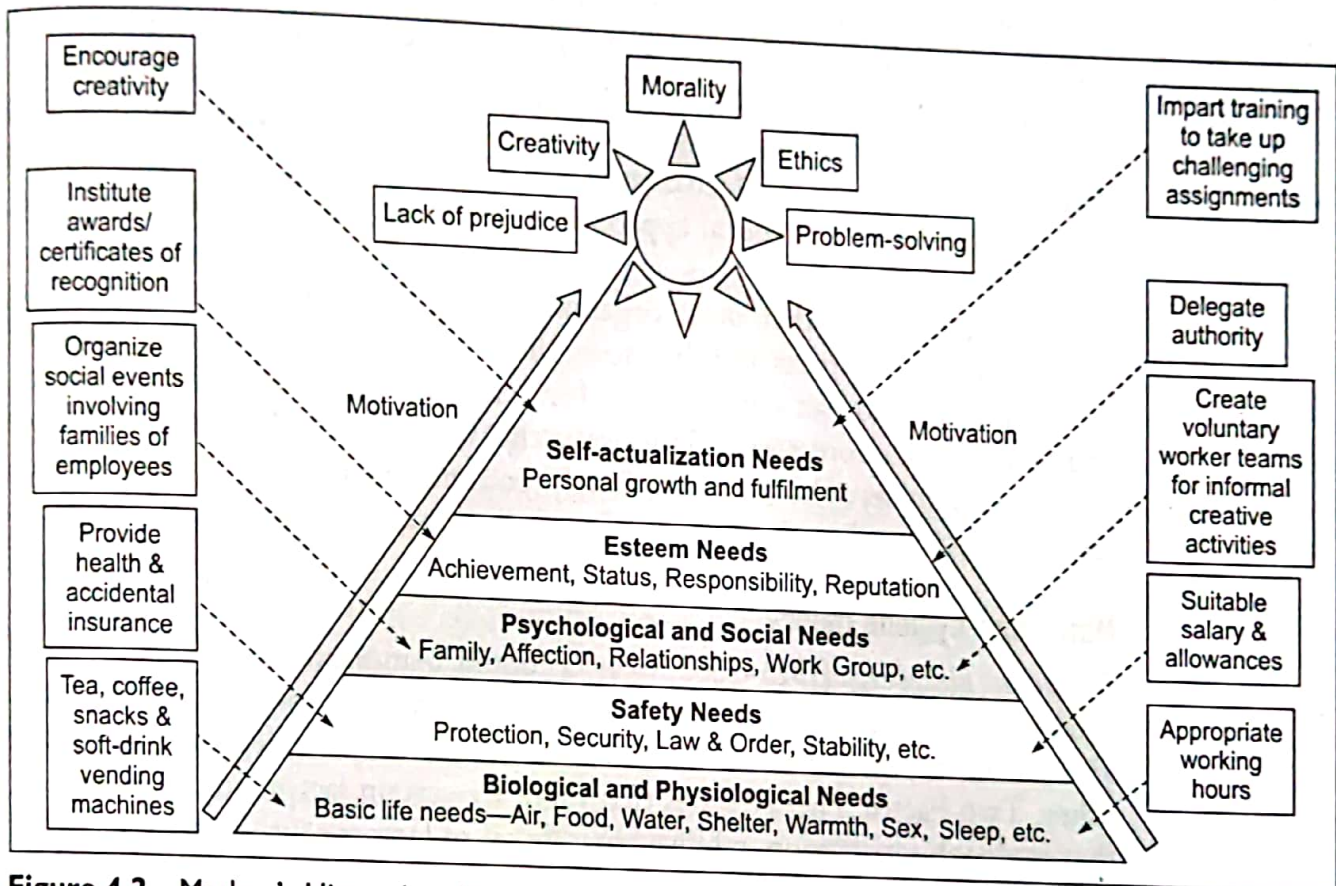 Encourage
creativity
Institute
awards/
certificates of
recognition
Organize
social events
involving
families of
employees
Provide
health &
accidental
insurance
Tea, coffee,
snacks &
soft-drink
vending
machines
Morality
Creativity
Ethics
Lack of prejudice
Problem-solving
Motivation
Motivation
Self-actualization Needs
Personal growth and fulfilment
Esteem Needs
Achievement, Status, Responsibility, Reputation
Psychological and Social Needs
Family, Affection, Relationships, Work Group, etc.
Safety Needs
Protection, Security, Law & Order, Stability, etc.
Biological and Physiological Needs
Basic life needs—Air, Food, Water, Shelter, Warmth, Sex, Sleep, etc.
Impart training
to take up
challenging
assignments
Delegate
authority
Create
voluntary
worker teams
for informal
creative
activities
Suitable
salary &
allowances
Appropriate
working
hours
Figure 4.2